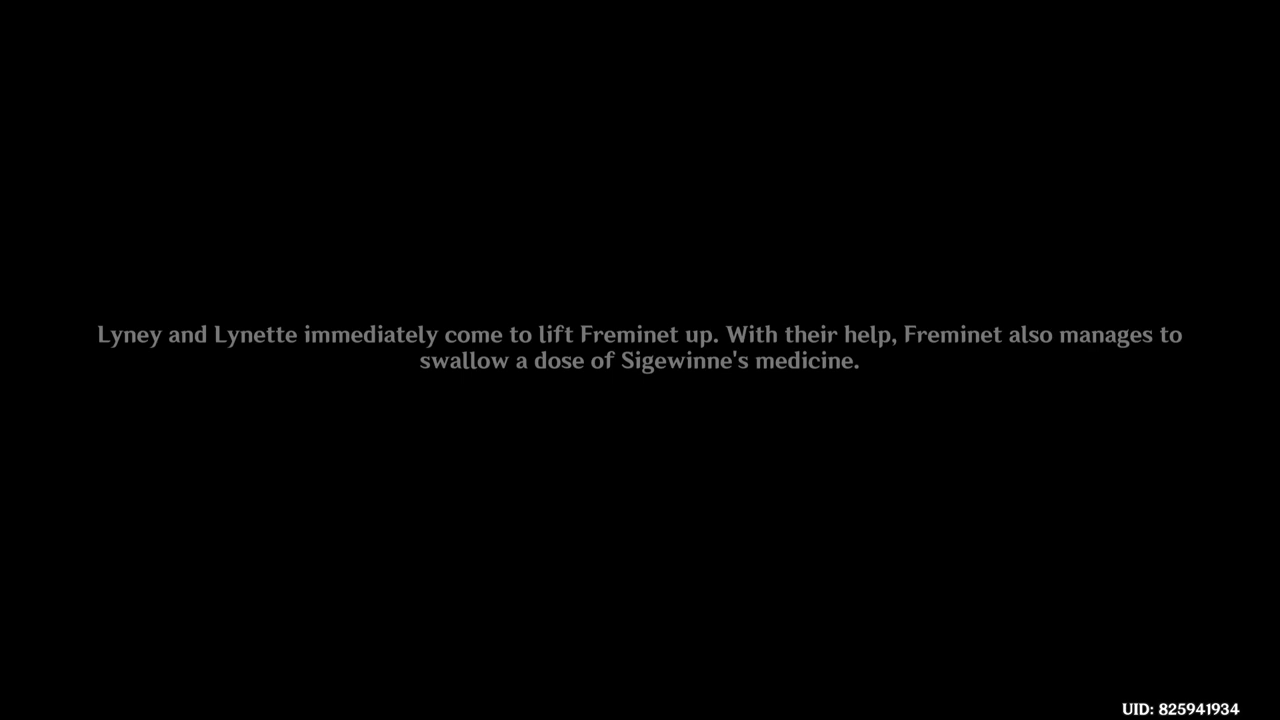 Lyney and Lynette immediately come to lift Freminet up. With their help, Freminet also manages to
swallow a dose of Sigewinne's medicine.
UID: 825941934